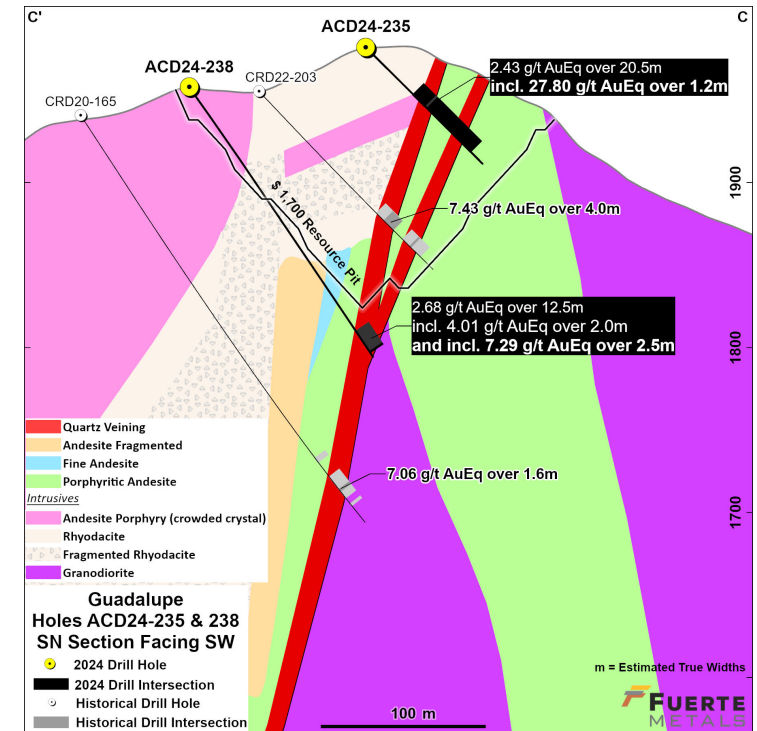 C'
C
ACD24-235
ACD24-238
CRD22-203
CRD20-165
2.43 g/t AuEq over 20.5m
incl. 27.80 g/t AuEq over 1.2m
1900
$ 1,700 Resource Pit
7.43 g/t AuEq over 4.0m
2.68 g/t AuEq over 12.5m
incl. 4.01 g/t AuEq over 2.0m
and incl. 7.29 g/t AuEq over 2.5m
1800
7.06 g/t AuEq over 1.6m
1700
Quartz Veining
Andesite Fragmented
Fine Andesite
Porphyritic Andesite
Intrusives
Andesite Porphyry (crowded crystal)
Rhyodacite
Fragmented Rhyodacite
Granodiorite
Guadalupe
Holes ACD24-235 & 238
SN Section Facing SW
2024 Drill Hole
2024 Drill Intersection
Historical Drill Hole
Historical Drill Intersection
100 m
m = Estimated True Widths
FUERTE
METALS